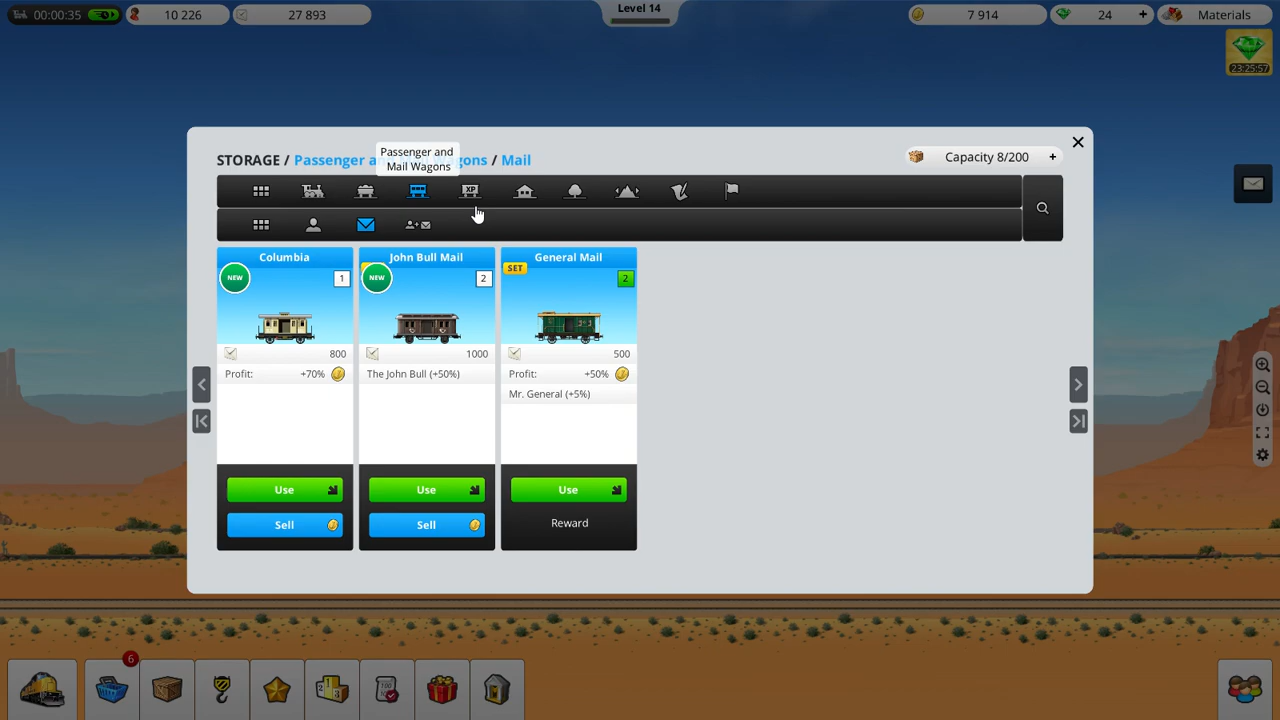 00:00:35
10 226
27 893
Level 14
7 914
24 +
Materials
23:25:57
Passenger and
Mail Wagons
STORAGE / Passenger a gons / Mail
Capacity 8/200 +
XP
Columbia
NEW
1
800
Profit: +70%
Use
Sell
John Bull Mail
NEW
2
1000
The John Bull (+50%)
Use
Sell
General Mail
SET
2
500
Profit: +50%
Mr. General (+5%)
Use
Reward
6